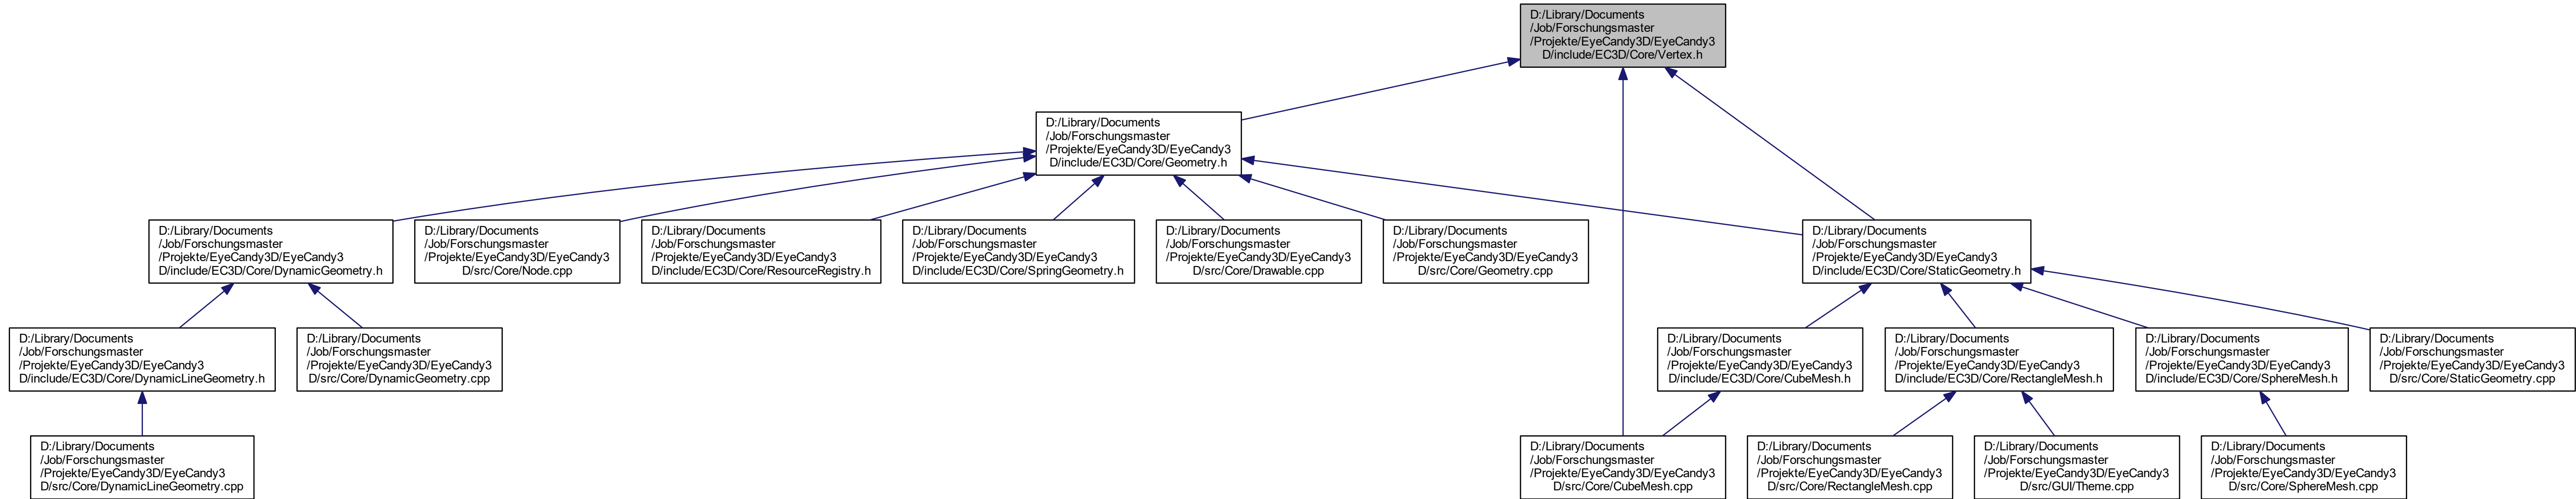 D:/Library/Documents
/Job/Forschungsmaster
/Projekte/EyeCandy3D/EyeCandy3
D/include/EC3D/Core/Vertex.h
D:/Library/Documents
/Job/Forschungsmaster
/Projekte/EyeCandy3D/EyeCandy3
D/include/EC3D/Core/Geometry.h
D:/Library/Documents
/Job/Forschungsmaster
/Projekte/EyeCandy3D/EyeCandy3
D/include/EC3D/Core/DynamicGeometry.h
D:/Library/Documents
/Job/Forschungsmaster
/Projekte/EyeCandy3D/EyeCandy3
D/src/Core/Node.cpp
D:/Library/Documents
/Job/Forschungsmaster
/Projekte/EyeCandy3D/EyeCandy3
D/include/EC3D/Core/ResourceRegistry.h
D:/Library/Documents
/Job/Forschungsmaster
/Projekte/EyeCandy3D/EyeCandy3
D/include/EC3D/Core/SpringGeometry.h
D:/Library/Documents
/Job/Forschungsmaster
/Projekte/EyeCandy3D/EyeCandy3
D/src/Core/Drawable.cpp
D:/Library/Documents
/Job/Forschungsmaster
/Projekte/EyeCandy3D/EyeCandy3
D/src/Core/Geometry.cpp
D:/Library/Documents
/Job/Forschungsmaster
/Projekte/EyeCandy3D/EyeCandy3
D/include/EC3D/Core/StaticGeometry.h
D:/Library/Documents
/Job/Forschungsmaster
/Projekte/EyeCandy3D/EyeCandy3
D/include/EC3D/Core/DynamicLineGeometry.h
D:/Library/Documents
/Job/Forschungsmaster
/Projekte/EyeCandy3D/EyeCandy3
D/src/Core/DynamicGeometry.cpp
D:/Library/Documents
/Job/Forschungsmaster
/Projekte/EyeCandy3D/EyeCandy3
D/include/EC3D/Core/CubeMesh.h
D:/Library/Documents
/Job/Forschungsmaster
/Projekte/EyeCandy3D/EyeCandy3
D/include/EC3D/Core/RectangleMesh.h
D:/Library/Documents
/Job/Forschungsmaster
/Projekte/EyeCandy3D/EyeCandy3
D/include/EC3D/Core/SphereMesh.h
D:/Library/Documents
/Job/Forschungsmaster
/Projekte/EyeCandy3D/EyeCandy3
D/src/Core/StaticGeometry.cpp
D:/Library/Documents
/Job/Forschungsmaster
/Projekte/EyeCandy3D/EyeCandy3
D/src/Core/DynamicLineGeometry.cpp
D:/Library/Documents
/Job/Forschungsmaster
/Projekte/EyeCandy3D/EyeCandy3
D/src/Core/CubeMesh.cpp
D:/Library/Documents
/Job/Forschungsmaster
/Projekte/EyeCandy3D/EyeCandy3
D/src/Core/RectangleMesh.cpp
D:/Library/Documents
/Job/Forschungsmaster
/Projekte/EyeCandy3D/EyeCandy3
D/src/GUI/Theme.cpp
D:/Library/Documents
/Job/Forschungsmaster
/Projekte/EyeCandy3D/EyeCandy3
D/src/Core/SphereMesh.cpp